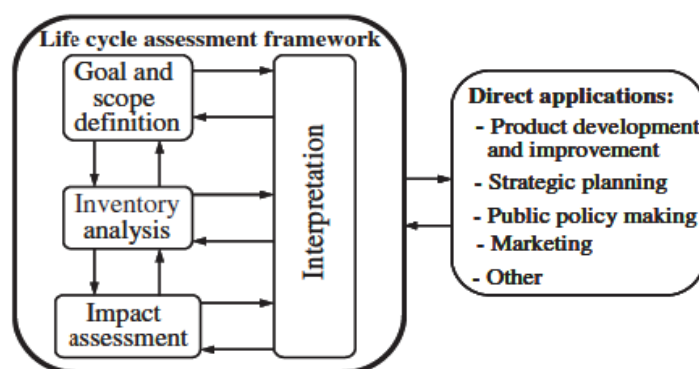 Life cycle assessment framework
Goal and
scope
definition
Inventory
analysis
Impact
assessment
Interpretation
Direct applications:
- Product development
and improvement
- Strategic planning
- Public policy making
- Marketing
- Other